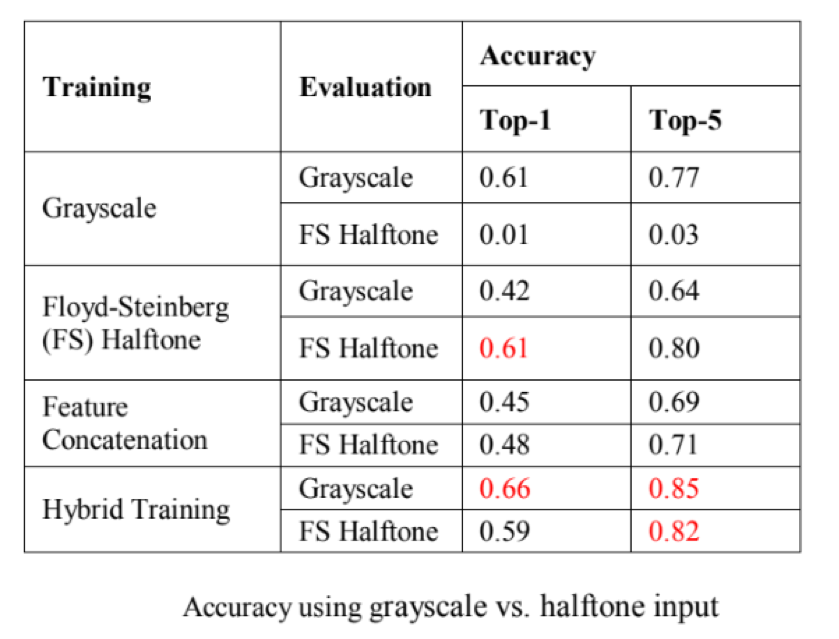 Training Evaluation Accuracy
Top-1 Top-5
Grayscale Grayscale 0.61 0.77
FS Halftone 0.01 0.03
Floyd-Steinberg
(FS) Halftone Grayscale 0.42 0.64
FS Halftone 0.61 0.80
Feature
Concatenation Grayscale 0.45 0.69
FS Halftone 0.48 0.71
Hybrid Training Grayscale 0.66 0.85
FS Halftone 0.59 0.82
Accuracy using grayscale vs. halftone input